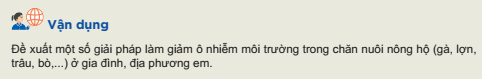 Vận dụng
Đề xuất một số giải pháp làm giảm ô nhiễm môi trường trong chăn nuôi nông hộ (gà, lợn,
trâu, bò,...) ở gia đình, địa phương em.